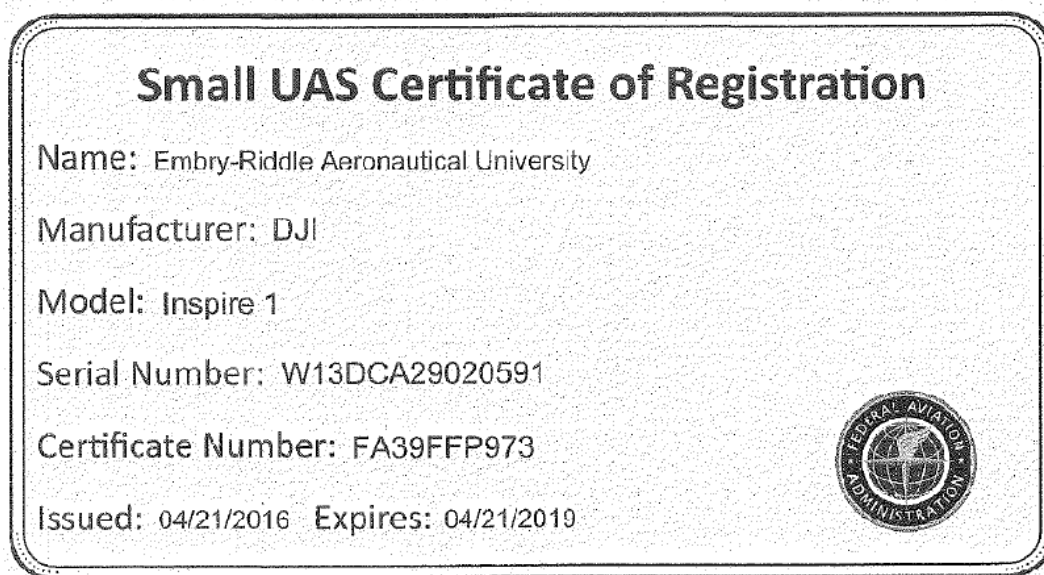 Small UAS Certificate of Registration
Name: Embry-Riddle Aeronautical University
Manufacturer: DJI
Model: Inspire 1
Serial Number: W13DCA29020591
Certificate Number: FA39FFP973
Issued: 04/21/2016 Expires: 04/21/2019
FEDERAL AVIATION
ADMINISTRATION